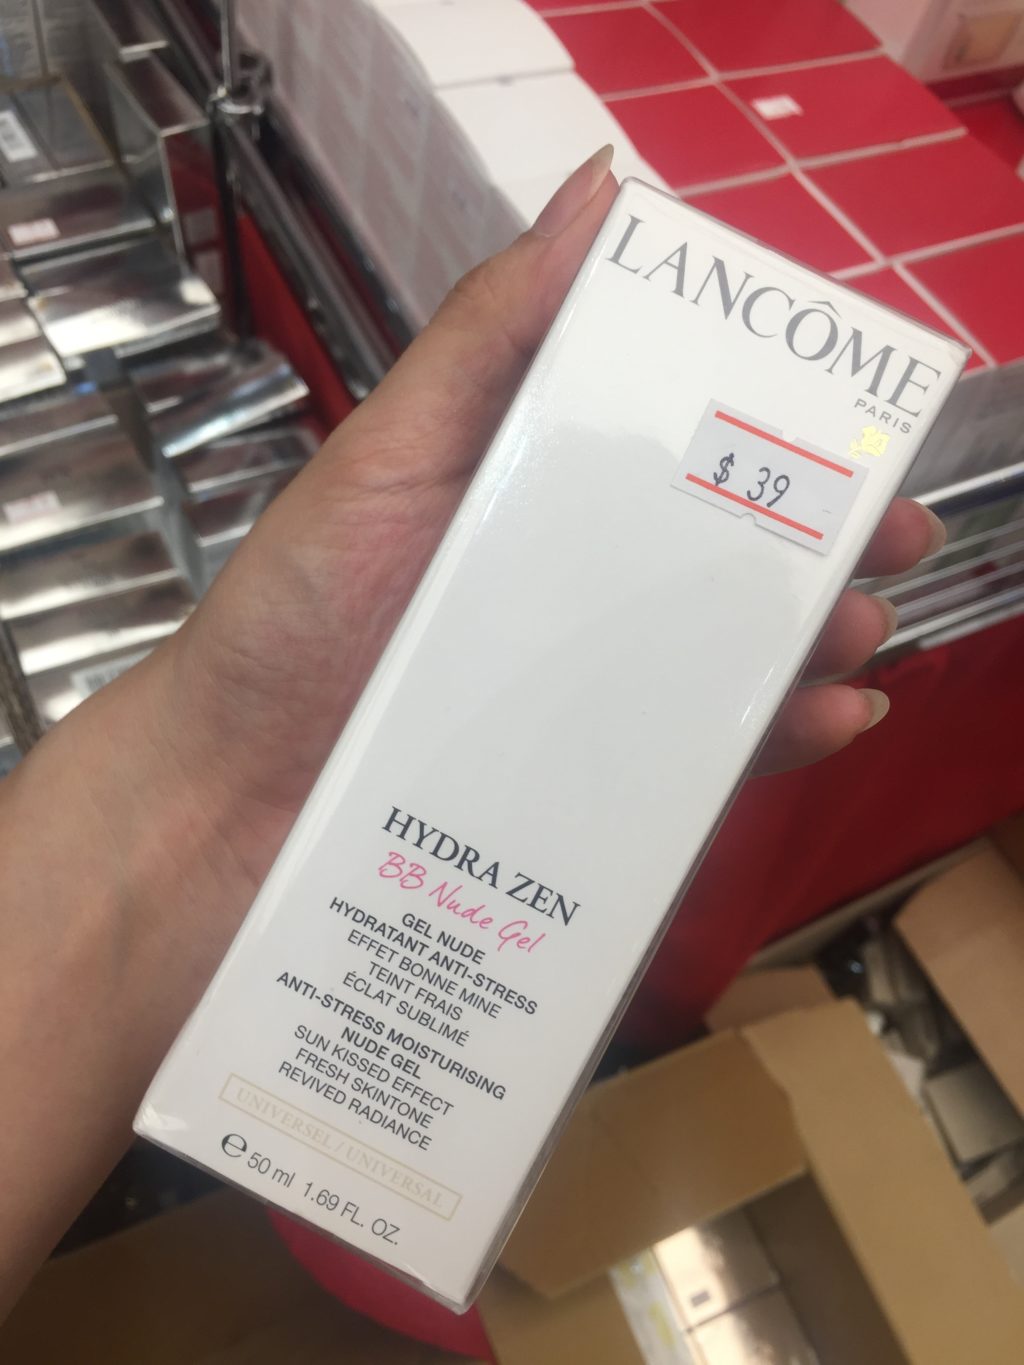 LANCÔME
PARIS
$ 39
HYDRA ZEN
BB Nude Gel
GEL NUDE
HYDRATANT ANTI-STRESS
EFFET BONNE MINE
TEINT FRAIS
ÉCLAT SUBLIMÉ
ANTI-STRESS MOISTURISING
NUDE GEL
SUN KISSED EFFECT
FRESH SKINTONE
REVIVED RADIANCE
UNIVERSEL / UNIVERSAL
℮ 50 ml 1.69 FL. OZ.